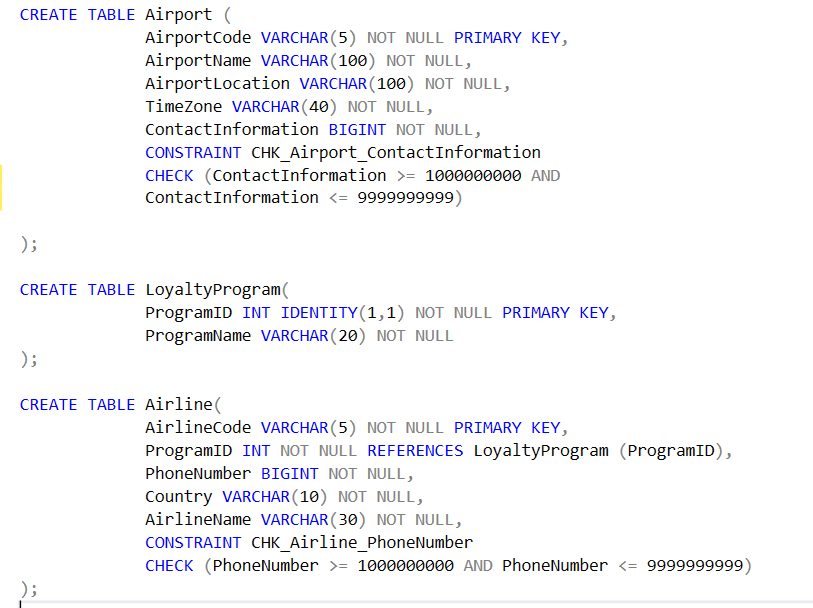 CREATE TABLE Airport (
AirportCode VARCHAR(5) NOT NULL PRIMARY KEY,
AirportName VARCHAR(100) NOT NULL,
AirportLocation VARCHAR(100) NOT NULL,
TimeZone VARCHAR(40) NOT NULL,
ContactInformation BIGINT NOT NULL,
CONSTRAINT CHK_Airport_ContactInformation
CHECK (ContactInformation >= 1000000000 AND
ContactInformation <= 9999999999)
);
CREATE TABLE LoyaltyProgram(
ProgramID INT IDENTITY(1,1) NOT NULL PRIMARY KEY,
ProgramName VARCHAR(20) NOT NULL
);
CREATE TABLE Airline(
AirlineCode VARCHAR(5) NOT NULL PRIMARY KEY,
ProgramID INT NOT NULL REFERENCES LoyaltyProgram (ProgramID),
PhoneNumber BIGINT NOT NULL,
Country VARCHAR(10) NOT NULL,
AirlineName VARCHAR(30) NOT NULL,
CONSTRAINT CHK_Airline_PhoneNumber
CHECK (PhoneNumber >= 1000000000 AND PhoneNumber <= 9999999999)
);